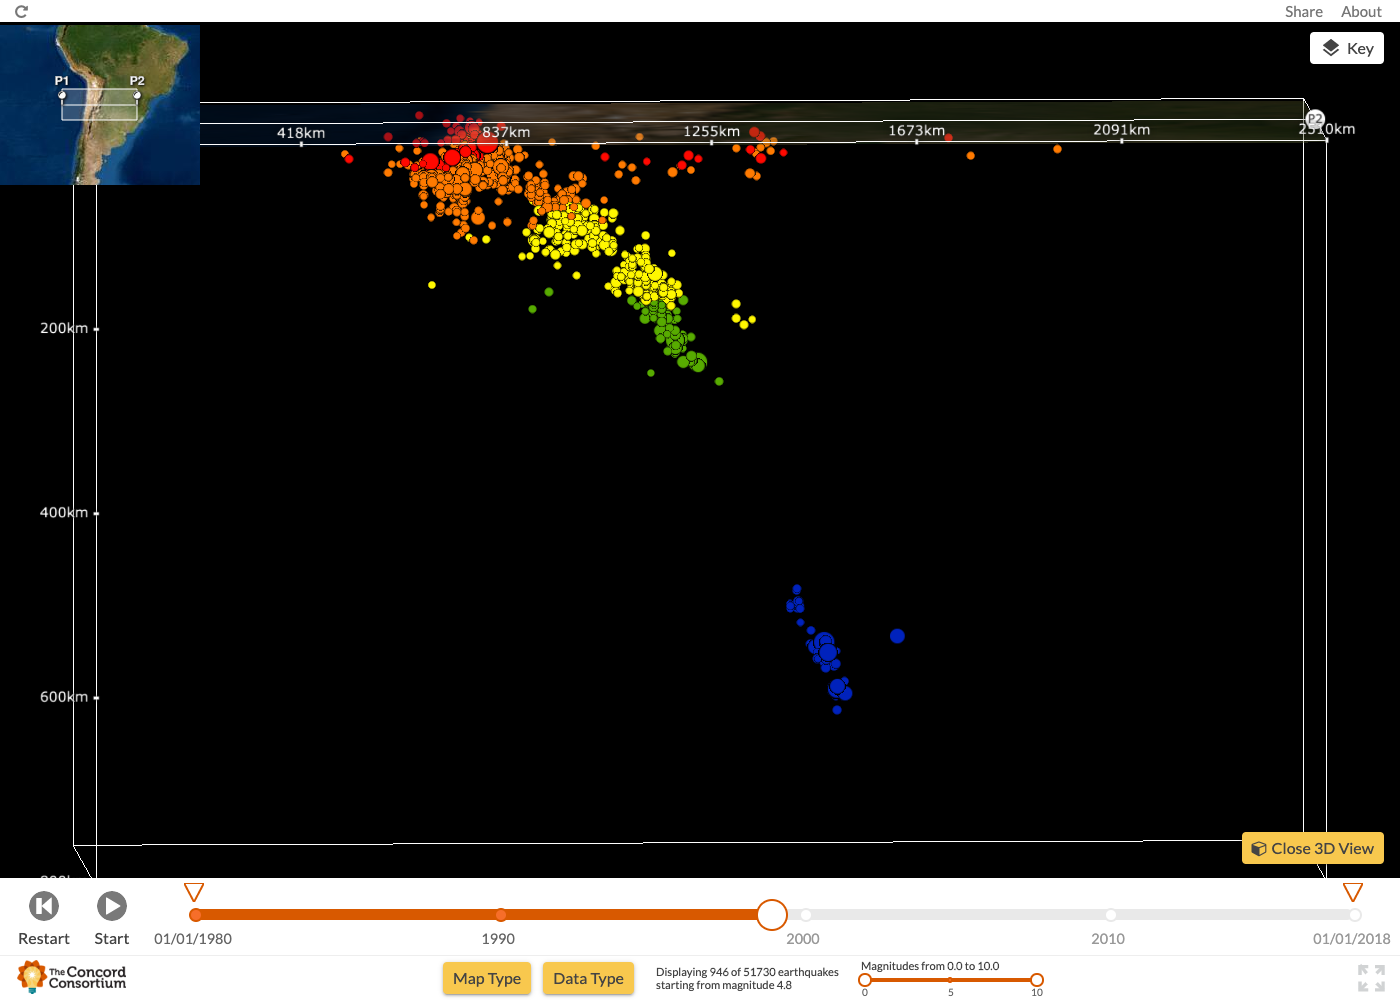 Share About
Key
P1 P2
P2
418km 837km 1255km 1673km 2091km 2510km
200km
400km
600km
Close 3D View
Restart Start 01/01/1980 1990 2000 2010 01/01/2018
The Concord
Consortium
Map Type Data Type
Displaying 946 of 51730 earthquakes
starting from magnitude 4.8
Magnitudes from 0.0 to 10.0
0 5 10